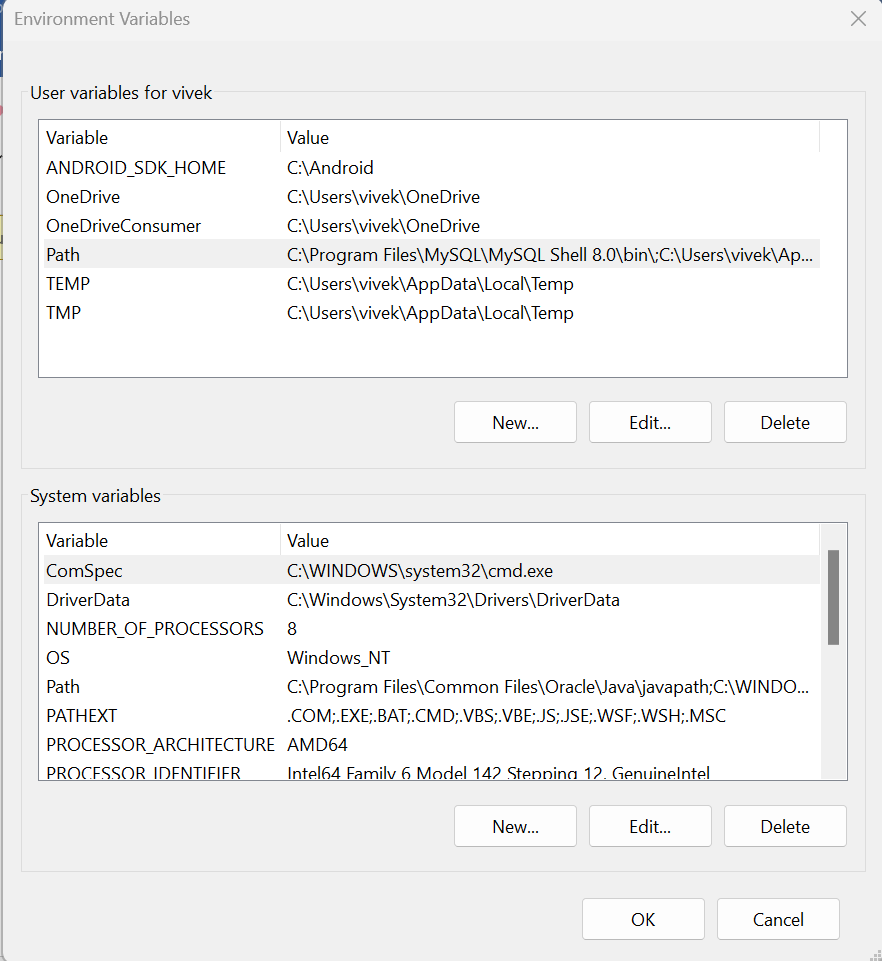 Environment Variables
User variables for vivek
Variable Value
ANDROID_SDK_HOME C:\Android
OneDrive C:\Users\vivek\OneDrive
OneDriveConsumer C:\Users\vivek\OneDrive
Path C:\Program Files\MySQL\MySQL Shell 8.0\bin\;C:\Users\vivek\Ap...
TEMP C:\Users\vivek\AppData\Local\Temp
TMP C:\Users\vivek\AppData\Local\Temp
New... Edit... Delete
System variables
Variable Value
ComSpec C:\WINDOWS\system32\cmd.exe
DriverData C:\Windows\System32\Drivers\DriverData
NUMBER_OF_PROCESSORS 8
OS Windows_NT
Path C:\Program Files\Common Files\Oracle\Java\javapath;C:\WINDO...
PATHEXT .COM;.EXE;.BAT;.CMD;.VBS;.VBE;.JS;.JSE;.WSF;.WSH;.MSC
PROCESSOR_ARCHITECTURE AMD64
PROCESSOR_IDENTIFIER Intel64 Family 6 Model 142 Stepping 12, GenuineIntel
New... Edit... Delete
OK Cancel